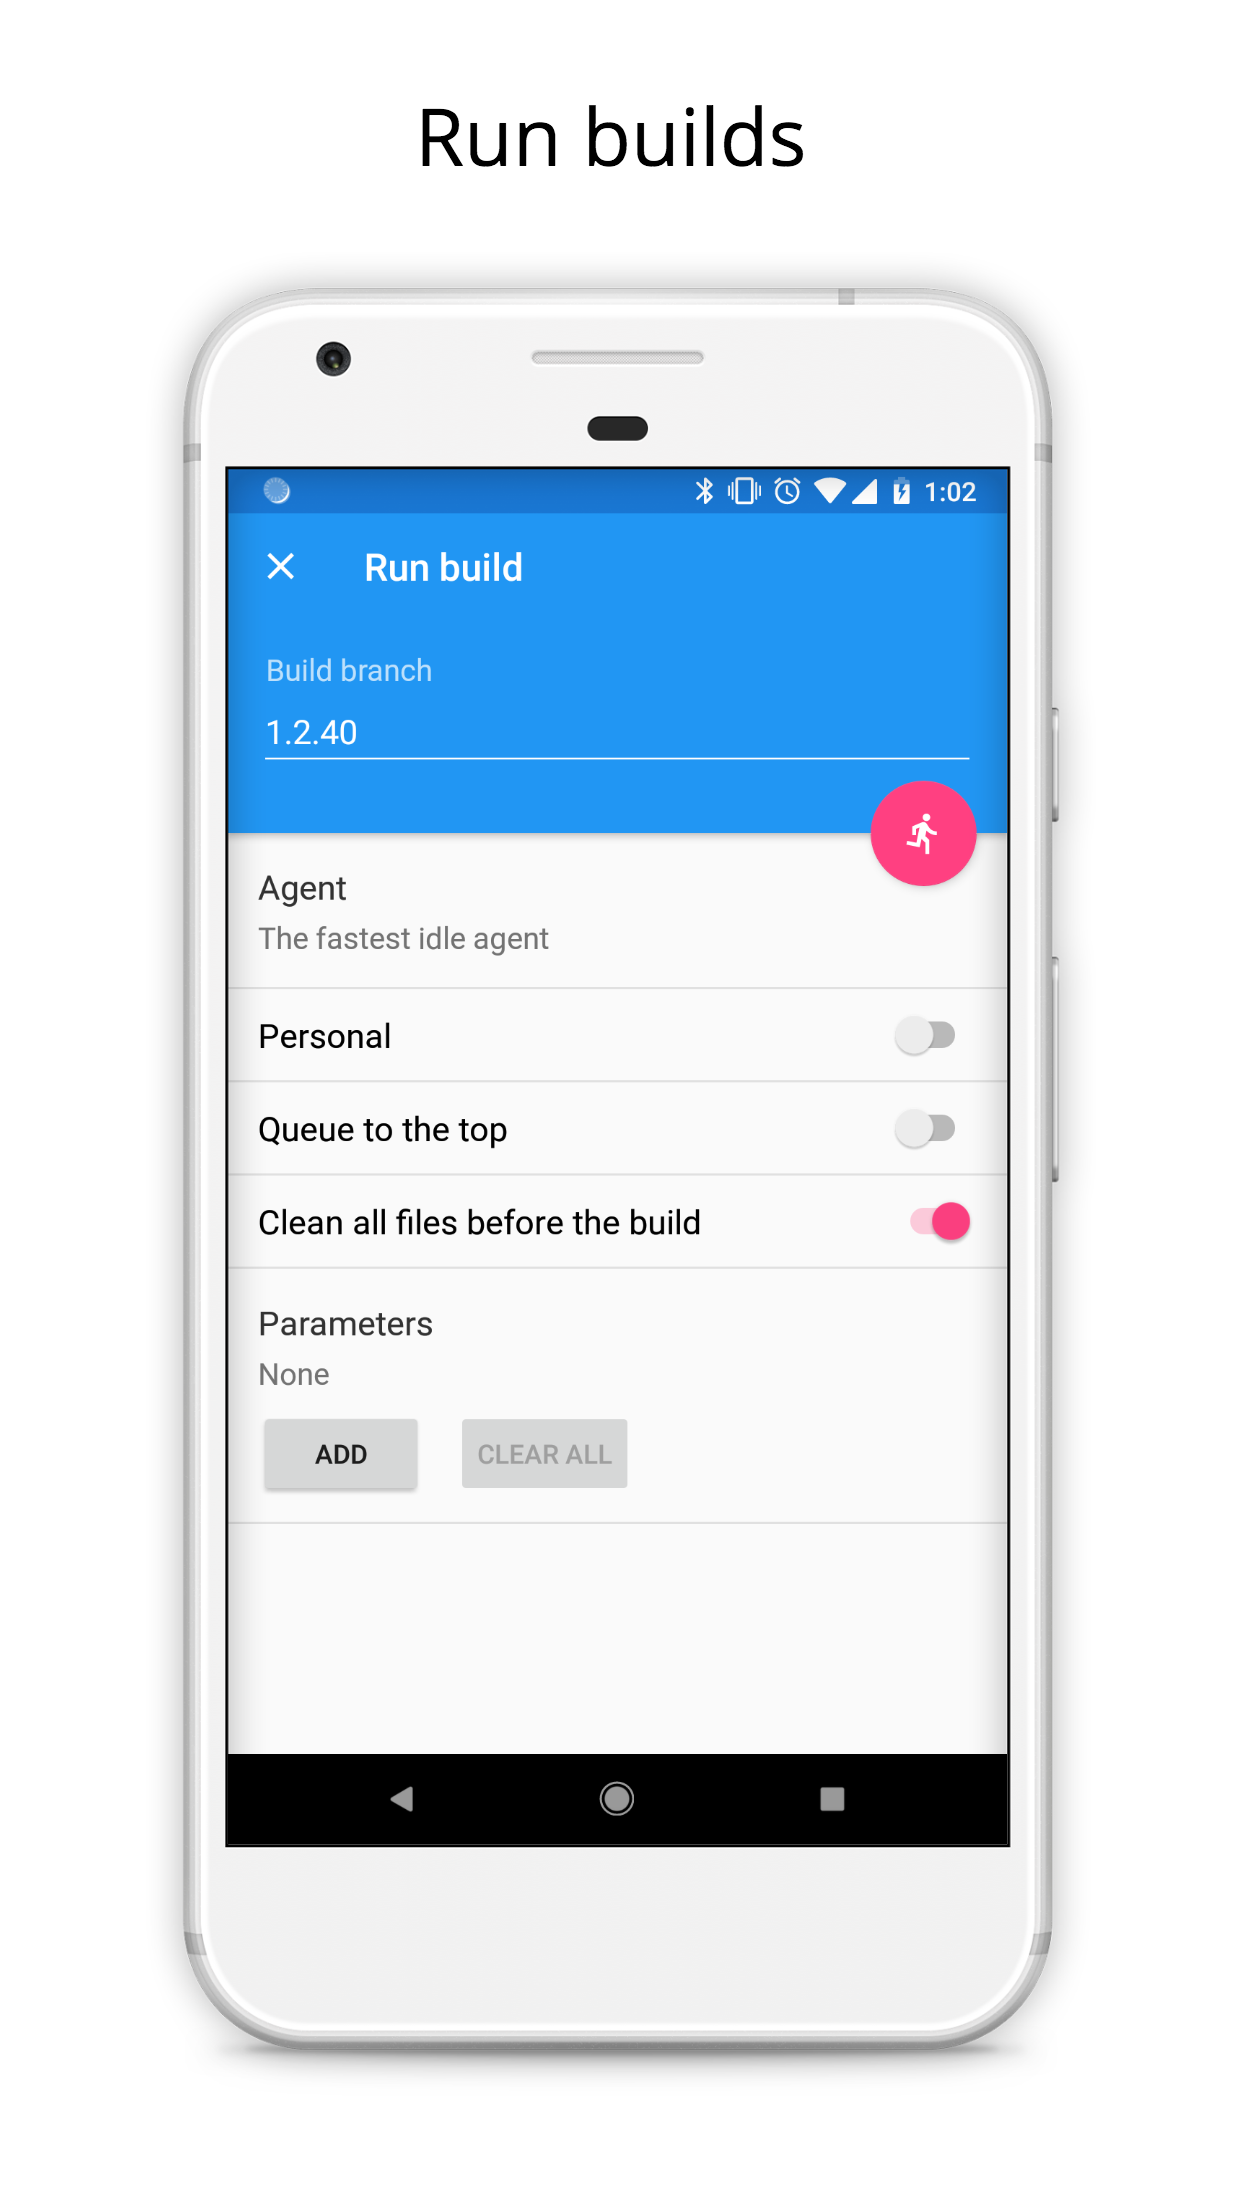 Run builds
1:02
Run build
Build branch
1.2.40
Agent
The fastest idle agent
Personal
Queue to the top
Clean all files before the build
Parameters
None
ADD CLEAR ALL